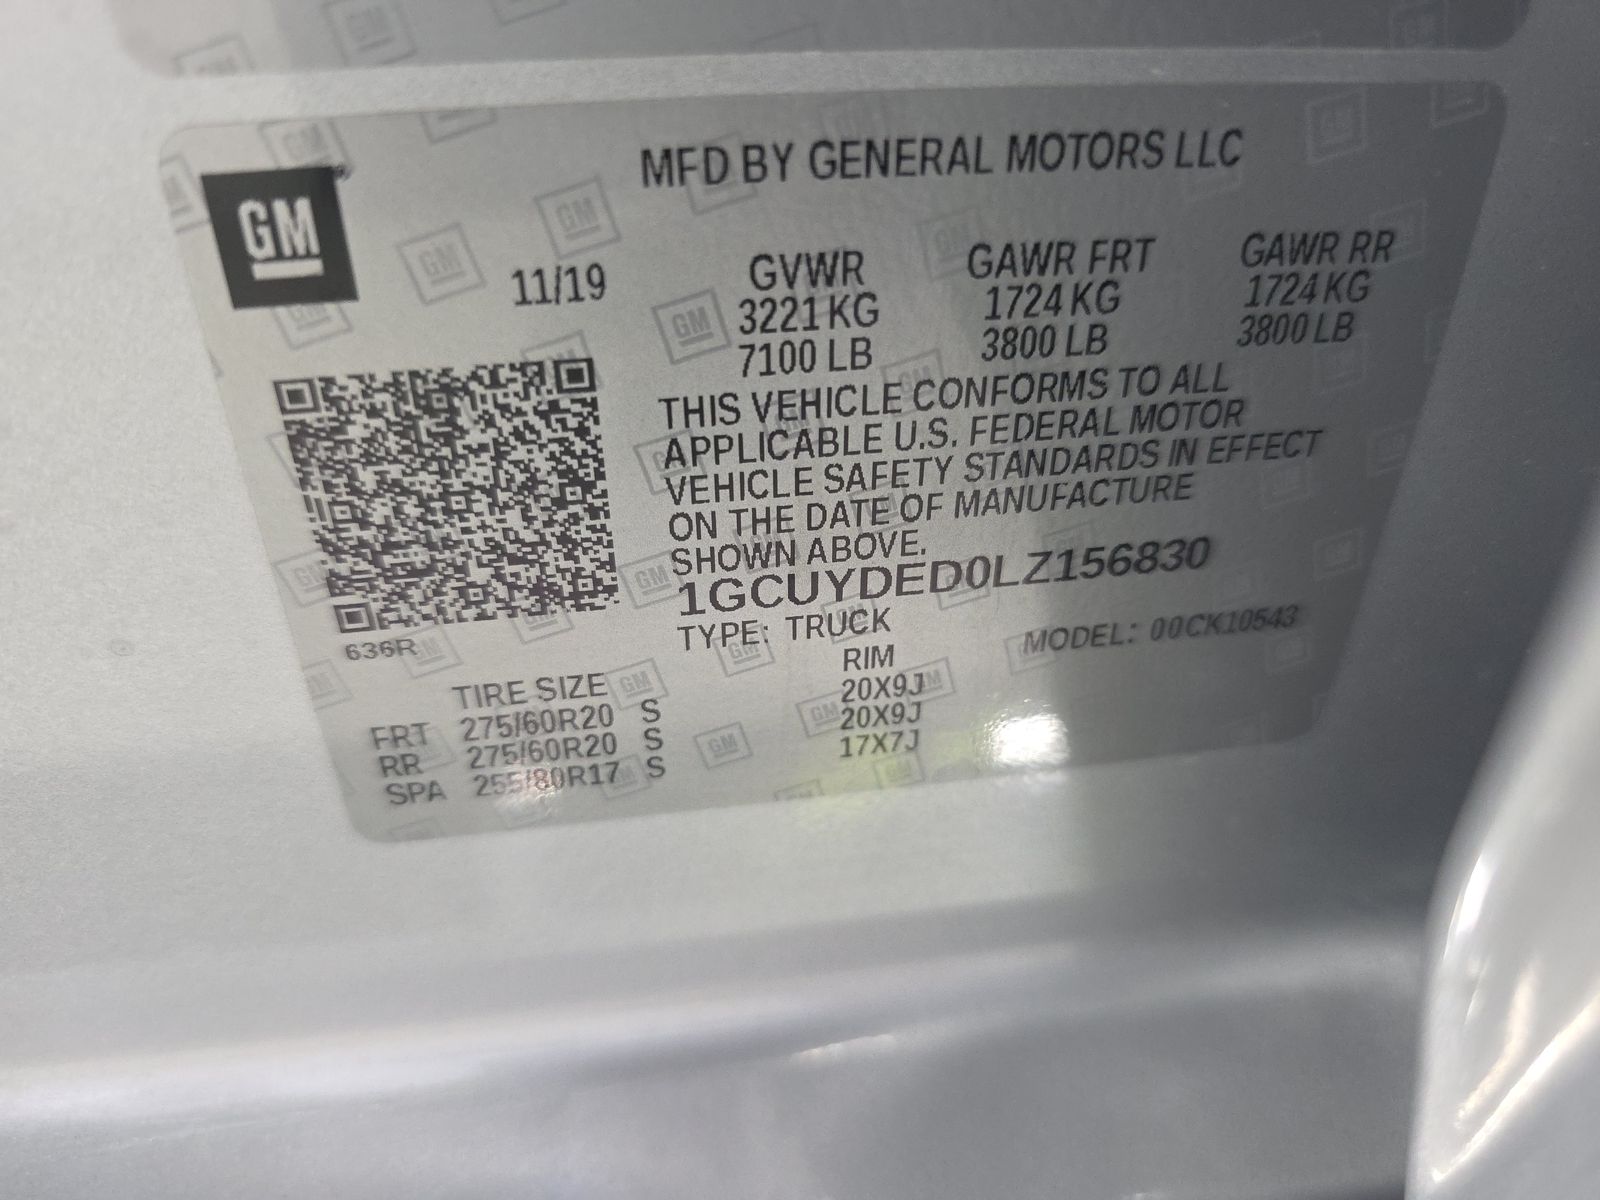 GM
MFD BY GENERAL MOTORS LLC
11/19
GVWR GAWR FRT GAWR RR
3221 KG 1724 KG 1724 KG
7100 LB 3800 LB 3800 LB
THIS VEHICLE CONFORMS TO ALL
APPLICABLE U.S. FEDERAL MOTOR
VEHICLE SAFETY STANDARDS IN EFFECT
ON THE DATE OF MANUFACTURE
SHOWN ABOVE.
1GCUYDED0LZ156830
TYPE: TRUCK MODEL: 00CK10543
636R
TIRE SIZE RIM
FRT 275/60R20 S 20X9J
RR 275/60R20 S 20X9J
SPA 255/80R17 S 17X7J